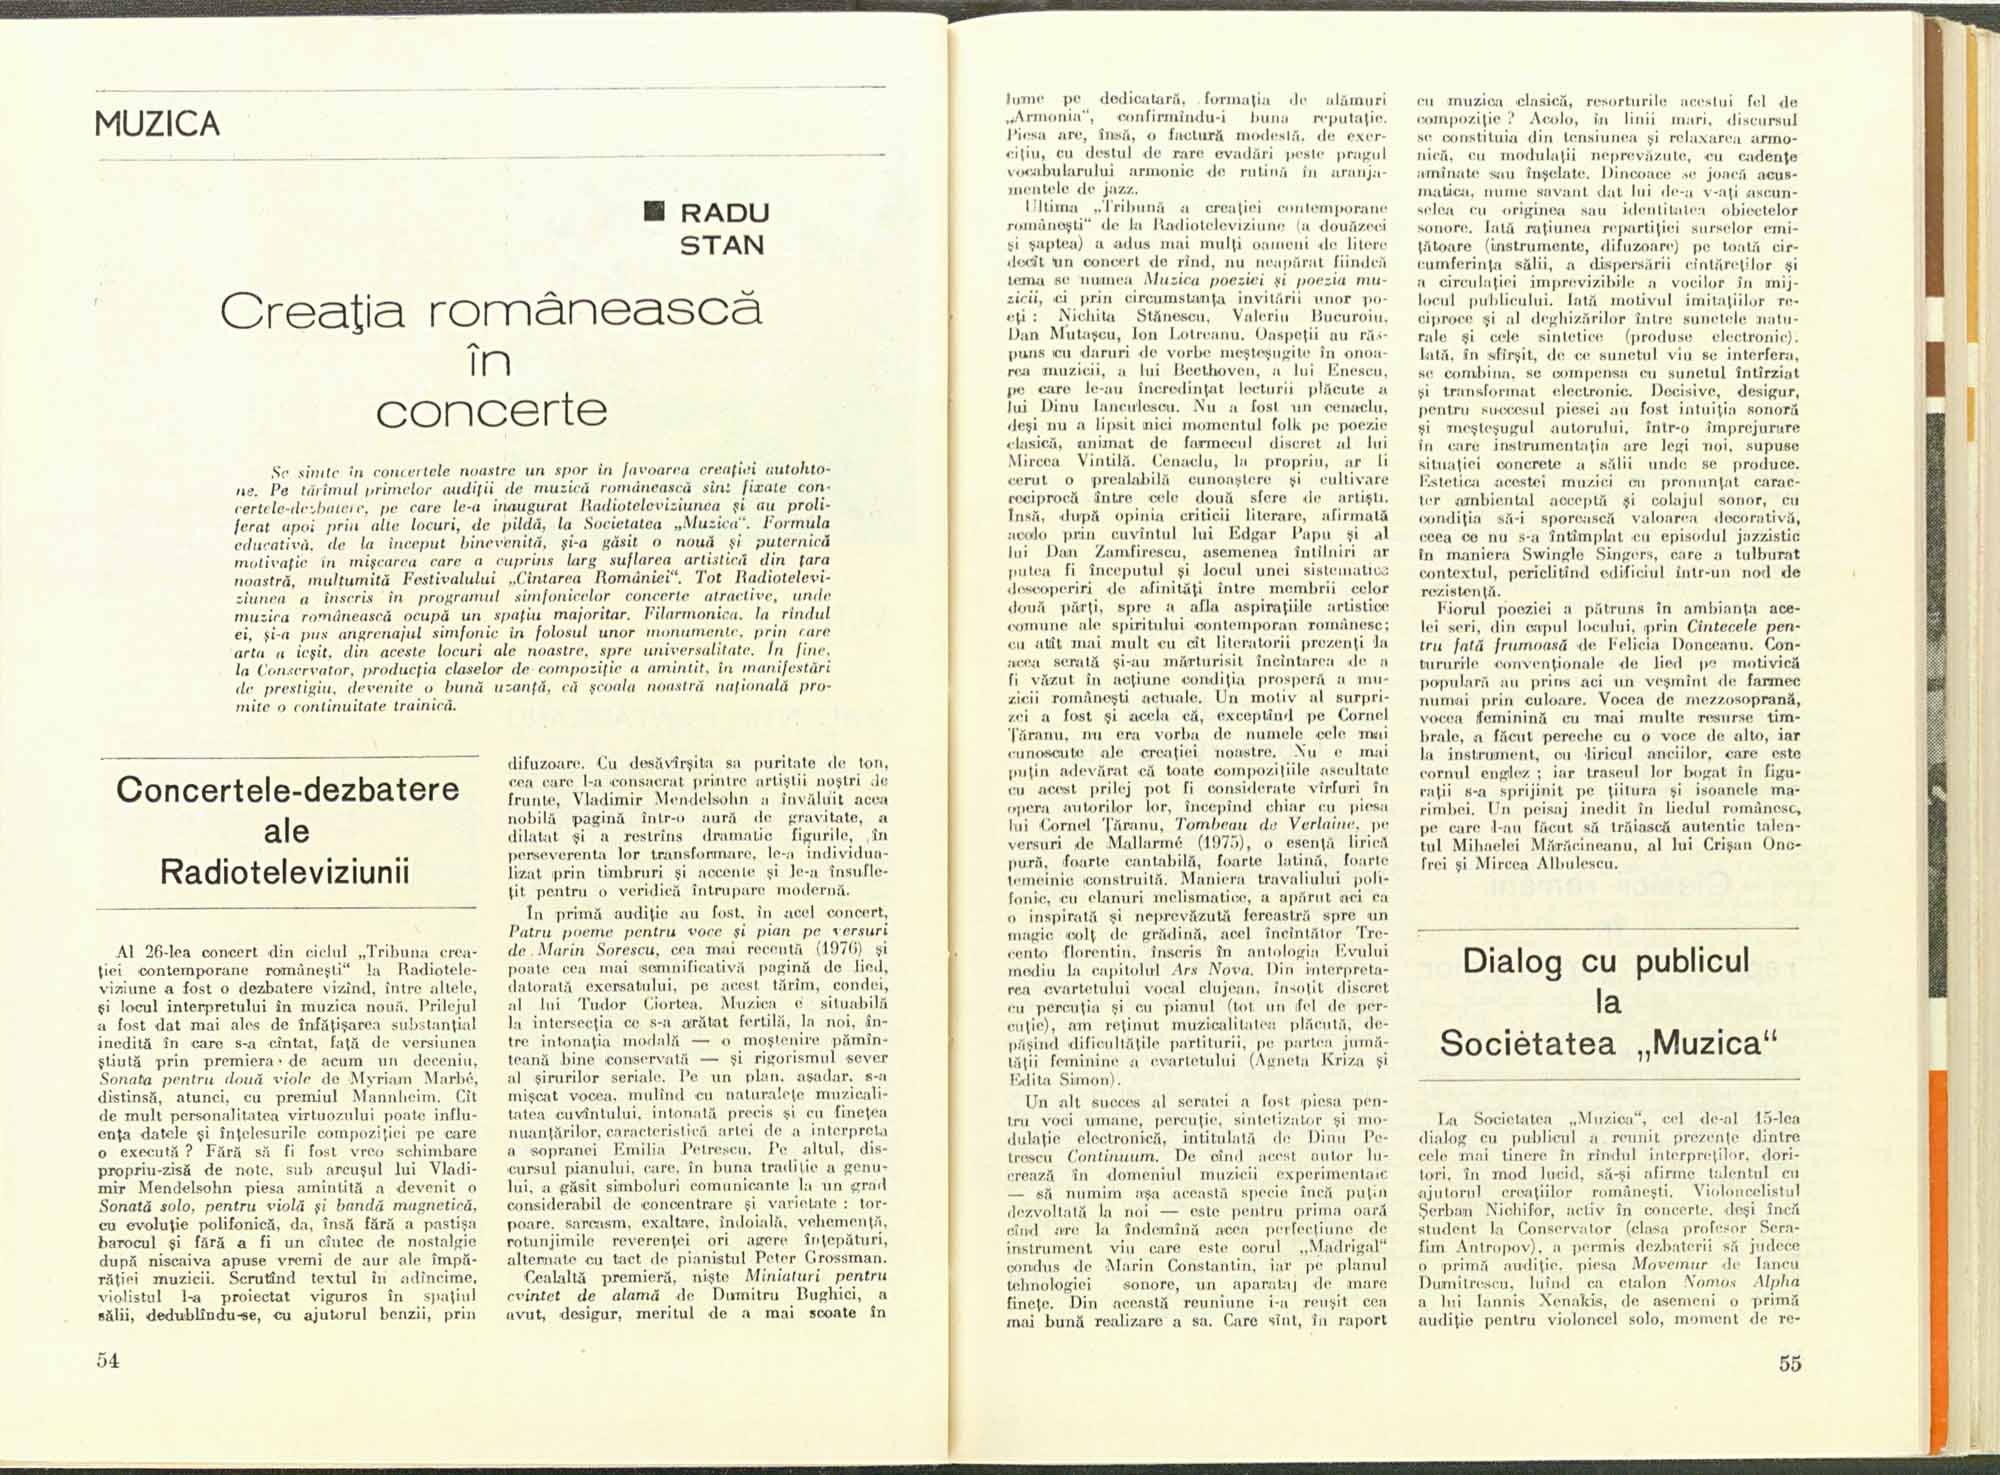 MUZICA
■ RADU
STAN
Creaţia românească
în
concerte
Se simte în concertele noastre un spor în favoarea creaţiei autohto-
ne. Pe tărîmul primelor audiţii de muzică românească sînt fixate con-
certele-dezbatere, pe care le-a inaugurat Radioteleviziunea şi au proli-
ferat apoi prin alte locuri, de pildă, la Societatea „Muzica“. Formula
educativă, de la început binevenită, şi-a găsit o nouă şi puternică
motivaţie în mişcarea care a cuprins larg suflarea artistică din ţara
noastră, mulţumită Festivalului „Cîntarea României“. Tot Radiotelevi-
ziunea a înscris în programul simfonicelor concerte atractive, unde
muzica românească ocupă un spaţiu majoritar. Filarmonica, la rîndul
ei, şi-a pus angrenajul simfonic în folosul unor monumente, prin care
arta a ieşit, din aceste locuri ale noastre, spre universalitate. În fine,
la Conservator, producţia claselor de compoziţie a amintit, în manifestări
de prestigiu, devenite o bună uzanţă, că şcoala noastră naţională pro-
mite o continuitate trainică.
Concertele-dezbatere
ale
Radioteleviziunii
Al 26-lea concert din ciclul „Tribuna crea-
ţiei contemporane româneşti“ la Radiotele-
viziune a fost o dezbatere vizînd, între altele,
şi locul interpretului în muzica nouă. Prilejul
a fost dat mai ales de înfăţişarea substanţial
inedită în care s-a cîntat, faţă de versiunea
ştiută prin premiera de acum un deceniu,
Sonata pentru două viole de Myriam Marbé,
distinsă, atunci, cu premiul Mannheim. Cît
de mult personalitatea virtuozului poate influ-
enţa datele şi înţelesurile compoziţiei pe care
o execută ? Fără să fi fost vreo schimbare
propriu-zisă de note, sub arcuşul lui Vladi-
mir Mendelsohn piesa amintită a devenit o
Sonată solo, pentru violă şi bandă magnetică,
cu evoluţie polifonică, da, însă fără a pastişa
barocul şi fără a fi un cîntec de nostalgie
după niscaiva apuse vremi de aur ale împă-
răţiei muzicii. Scrutînd textul în adîncime,
violistul l-a proiectat viguros în spaţiul
sălii, dedublîndu-se, cu ajutorul benzii, prin
difuzoare. Cu desăvîrşita sa puritate de ton,
cea care l-a consacrat printre artiştii noştri de
frunte, Vladimir Mendelsohn a învăluit acea
nobilă pagină într-o aură de gravitate, a
dilatat şi a restrîns dramatic figurile, în
perseverenta lor transformare, le-a individua-
lizat prin timbruri şi accente şi le-a însufle-
ţit pentru o veridică întrupare modernă.
În primă audiţie au fost, în acel concert,
Patru poeme pentru voce şi pian pe versuri
de Marin Sorescu, cea mai recentă (1976) şi
poate cea mai semnificativă pagină de lied,
datorată exersatului, pe acest tărîm, condei,
al lui Tudor Ciortea. Muzica e situabilă
la intersecţia ce s-a arătat fertilă, la noi, în-
tre intonaţia modală — o moştenire pămîn-
teană bine conservată — şi rigorismul sever
al şirurilor seriale. Pe un plan, aşadar, s-a
mişcat vocea, mulînd cu naturaleţe muzicali-
tatea cuvîntului, intonată precis şi cu fineţea
nuanţărilor, caracteristică artei de a interpreta
a sopranei Emilia Petrescu. Pe altul, dis-
cursul pianului, care, în buna tradiţie a genu-
lui, a găsit simboluri comunicante la un grad
considerabil de concentrare şi varietate : tor-
poare, sarcasm, exaltare, îndoială, vehemenţă,
rotunjimile reverenţei ori agere înţepături,
alternate cu tact de pianistul Peter Grossman.
Cealaltă premieră, nişte Miniaturi pentru
cvintet de alamă de Dumitru Bughici, a
avut, desigur, meritul de a mai scoate în
54
lume pe dedicatară, formaţia de alămuri
„Armonia“, confirmîndu-i buna reputaţie.
Piesa are, însă, o factură modestă, de exer-
ciţiu, cu destul de rare evadări peste pragul
vocabularului armonic de rutină în aranja-
mentele de jazz.
Ultima „Tribună a creaţiei contemporane
româneşti“ de la Radioteleviziune (a douăzeci
şi şaptea) a adus mai mulţi oameni de litere
decît un concert de rînd, nu neapărat fiindcă
tema se numea Muzica poeziei şi poezia mu-
zicii, ci prin circumstanţa invitării unor po-
eţi : Nichita Stănescu, Valeriu Bucuroiu,
Dan Mutaşcu, Ion Lotreanu. Oaspeţii au răs-
puns cu daruri de vorbe meşteşugite în onoa-
rea muzicii, a lui Beethoven, a lui Enescu,
pe care le-au încredinţat lecturii plăcute a
lui Dinu Ianculescu. Nu a fost un cenaclu,
deşi nu a lipsit nici momentul folk pe poezie
clasică, animat de farmecul discret al lui
Mircea Vintilă. Cenaclu, la propriu, ar fi
cerut o prealabilă cunoaştere şi cultivare
reciprocă între cele două sfere de artişti.
Însă, după opinia criticii literare, afirmată
acolo prin cuvîntul lui Edgar Papu şi al
lui Dan Zamfirescu, asemenea întîlniri ar
putea fi începutul şi locul unei sistematice
descoperiri de afinităţi între membrii celor
două părţi, spre a afla aspiraţiile artistice
comune ale spiritului contemporan românesc;
cu atît mai mult cu cît literatorii prezenţi la
acea serată şi-au mărturisit încîntarea de a
fi văzut în acţiune condiţia prosperă a mu-
zicii româneşti actuale. Un motiv al surpri-
zei a fost şi acela că, exceptînd pe Cornel
Ţăranu, nu era vorba de numele cele mai
cunoscute ale creaţiei noastre. Nu e mai
puţin adevărat că toate compoziţiile ascultate
cu acest prilej pot fi considerate vîrfuri în
opera autorilor lor, începînd chiar cu piesa
lui Cornel Ţăranu, Tombeau de Verlaine, pe
versuri de Mallarmé (1975), o esenţă lirică
pură, foarte cantabilă, foarte latină, foarte
temeinic construită. Maniera travaliului poli-
fonic, cu elanuri melismatice, a apărut aci ca
o inspirată şi neprevăzută fereastră spre un
magic colţ de grădină, acel încîntător Tre-
cento florentin, înscris în antologia Evului
mediu la capitolul Ars Nova. Din interpreta-
rea cvartetului vocal clujean, însoţit discret
cu percuţia şi cu pianul (tot un fel de per-
cuţie), am reţinut muzicalitatea plăcută, de-
păşind dificultăţile partiturii, pe partea jumă-
tăţii feminine a cvartetului (Agneta Kriza şi
Edita Simon).
Un alt succes al seratei a fost piesa pen-
tru voci umane, percuţie, sintetizator şi mo-
dulaţie electronică, intitulată de Dinu Pe-
trescu Continuum. De cînd acest autor lu-
crează în domeniul muzicii experimentale
— să numim aşa această specie încă puţin
dezvoltată la noi — este pentru prima oară
cînd are la îndemînă acea perfecţiune de
instrument viu care este corul „Madrigal“
condus de Marin Constantin, iar pe planul
tehnologiei sonore, un aparataj de mare
fineţe. Din această reuniune i-a reuşit cea
mai bună realizare a sa. Care sînt, în raport
cu muzica clasică, resorturile acestui fel de
compoziţie ? Acolo, în linii mari, discursul
se constituia din tensiunea şi relaxarea armo-
nică, cu modulaţii neprevăzute, cu cadenţe
amînate sau înşelate. Dincoace se joacă acus-
matica, nume savant dat lui de-a v-aţi ascun-
selea cu originea sau identitatea obiectelor
sonore. Iată raţiunea repartiţiei surselor emi-
ţătoare (instrumente, difuzoare) pe toată cir-
cumferinţa sălii, a dispersării cîntăreţilor şi
a circulaţiei imprevizibile a vocilor în mij-
locul publicului. Iată motivul imitaţiilor re-
ciproce şi al deghizărilor între sunetele natu-
rale şi cele sintetice (produse electronic).
Iată, în sfîrşit, de ce sunetul viu se interfera,
se combina, se compensa cu sunetul întîrziat
şi transformat electronic. Decisive, desigur,
pentru succesul piesei au fost intuiţia sonoră
şi meşteşugul autorului, într-o împrejurare
în care instrumentaţia are legi noi, supuse
situaţiei concrete a sălii unde se produce.
Estetica acestei muzici cu pronunţat carac-
ter ambiental acceptă şi colajul sonor, cu
condiţia să-i sporească valoarea decorativă,
ceea ce nu s-a întîmplat cu episodul jazzistic
în maniera Swingle Singers, care a tulburat
contextul, periclitînd edificiul într-un nod de
rezistenţă.
Fiorul poeziei a pătruns în ambianţa ace-
lei seri, din capul locului, prin Cîntecele pen-
tru fată frumoasă de Felicia Donceanu. Con-
tururile convenţionale de lied pe motivică
populară au prins aci un veşmînt de farmec
numai prin culoare. Vocea de mezzosoprană,
vocea feminină cu mai multe resurse tim-
brale, a făcut pereche cu o voce de alto, iar
la instrument, cu liricul anciilor, care este
cornul englez ; iar traseul lor bogat în figu-
raţii s-a sprijinit pe ţiitura şi isoanele ma-
rimbei. Un peisaj inedit în liedul românesc,
pe care l-au făcut să trăiască autentic talen-
tul Mihaelei Mărăcineanu, al lui Crişan Ono-
frei şi Mircea Albulescu.
Dialog cu publicul
la
Societatea „Muzica“
La Societatea „Muzica“, cel de-al 15-lea
dialog cu publicul a reunit prezenţe dintre
cele mai tinere în rîndul interpreţilor, dori-
tori, în mod lucid, să-şi afirme talentul cu
ajutorul creaţiilor româneşti. Violoncelistul
Şerban Nichifor, activ în concerte, deşi încă
student la Conservator (clasa profesor Sera-
fim Antropov), a permis dezbaterii să judece
o primă audiţie, piesa Movemur de Iancu
Dumitrescu, luînd ca etalon Nomos Alpha
a lui Iannis Xenakis, de asemeni o primă
audiţie pentru violoncel solo, moment de re-
55